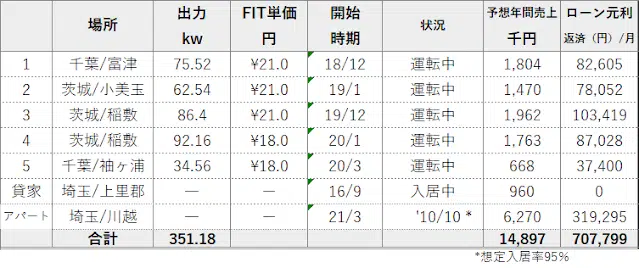 場所 出力 kw FIT単価 円 開始 時期 状況 予想年間売上 千円 ローン元利 返済（円）/月
1 千葉/富津 75.52 ¥21.0 18/12 運転中 1,804 82,605
2 茨城/小美玉 62.54 ¥21.0 19/1 運転中 1,470 78,052
3 茨城/稲敷 86.4 ¥21.0 19/12 運転中 1,962 103,419
4 茨城/稲敷 92.16 ¥18.0 20/1 運転中 1,763 87,028
5 千葉/袖ヶ浦 34.56 ¥18.0 20/3 運転中 668 37,400
貸家 埼玉/上里郡 — — 16/9 入居中 960 0
アパート 埼玉/川越 — — 21/3 '10/10 * 6,270 319,295
合計 351.18 14,897 707,799
*想定入居率95%